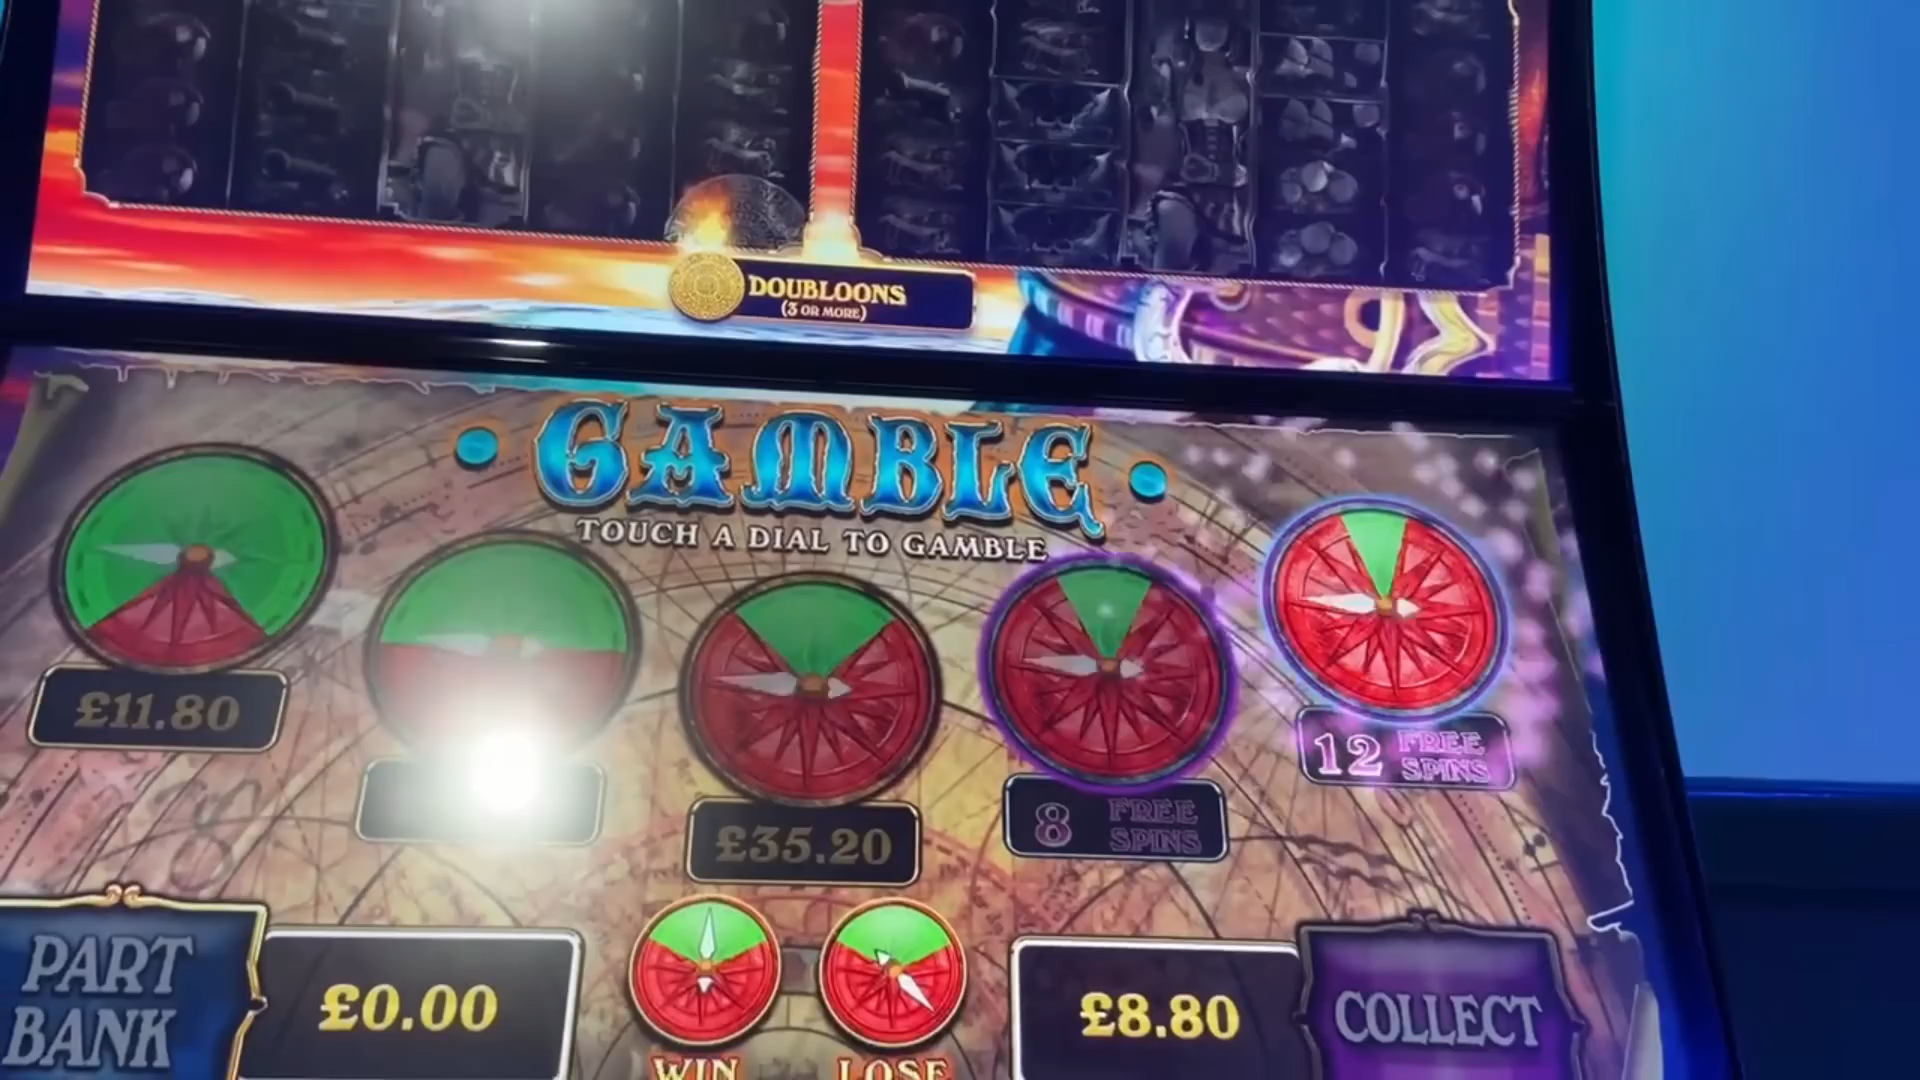 DOUBLOONS
(3 OR MORE)
GAMBLE
TOUCH A DIAL TO GAMBLE
£11.80
£35.20
8 FREE SPINS
12 FREE SPINS
PART BANK
£0.00
WIN
LOSE
£8.80
COLLECT